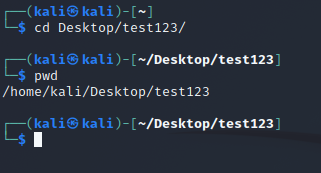 ┌──(kali㉿kali)-[~]
└─$ cd Desktop/test123/
┌──(kali㉿kali)-[~/Desktop/test123]
└─$ pwd
/home/kali/Desktop/test123
┌──(kali㉿kali)-[~/Desktop/test123]
└─$